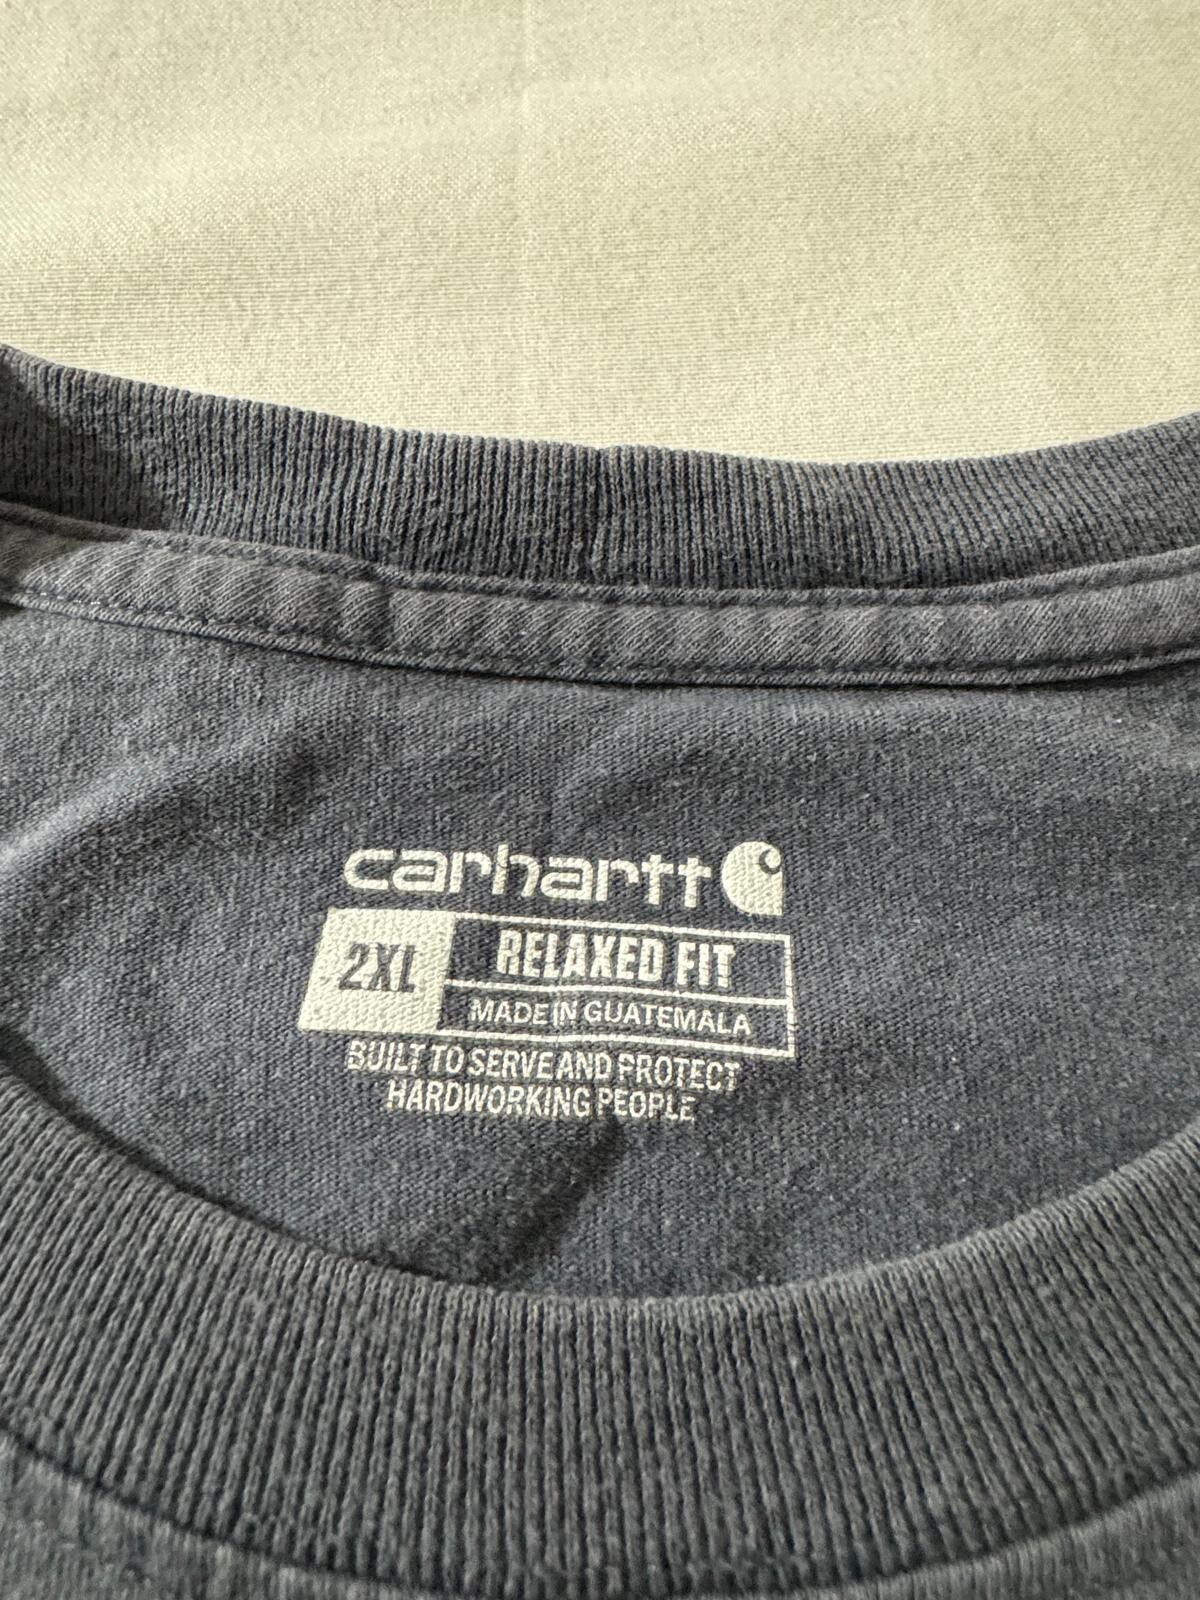 carhartt
2XL
RELAXED FIT
MADE IN GUATEMALA
BUILT TO SERVE AND PROTECT
HARDWORKING PEOPLE